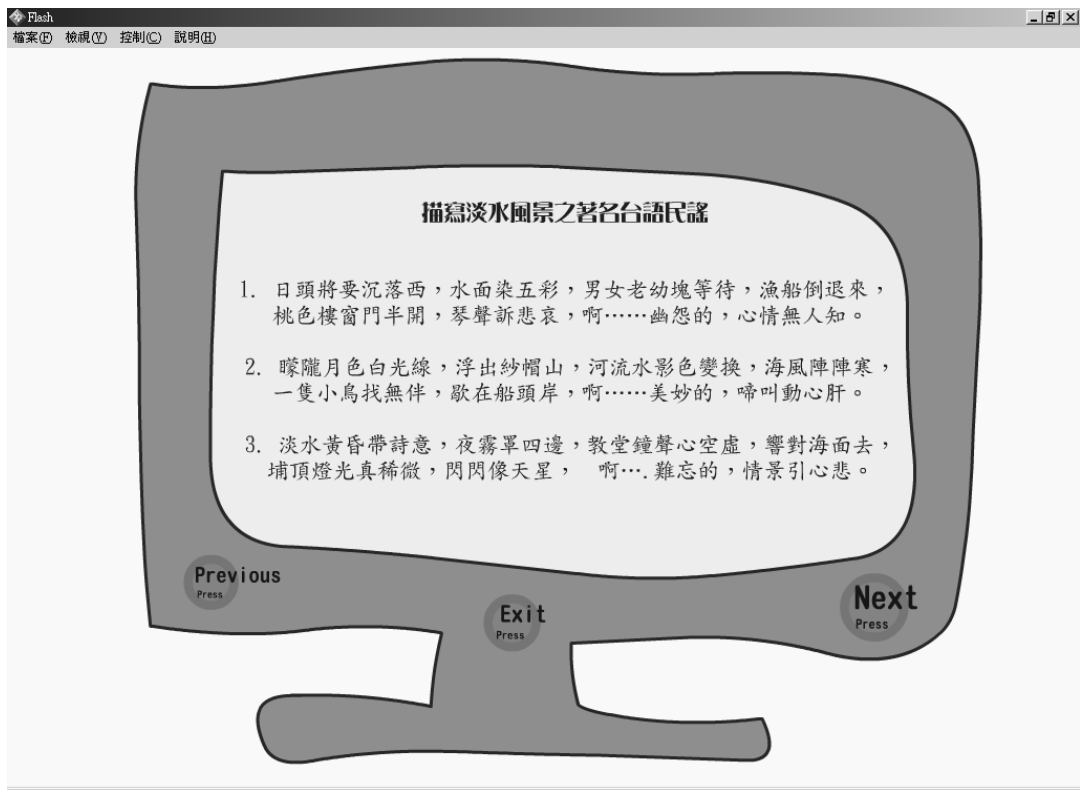 Flash
檔案(F) 檢視(V) 控制(C) 說明(H)
描寫淡水風景之著名台語民謠
1. 日頭將要沉落西，水面染五彩，男女老幼塊等待，漁船倒退來，
桃色樓窗門半開，琴聲訴悲哀，啊……幽怨的，心情無人知。
2. 矇隴月色白光線，浮出紗帽山，河流水影色變換，海風陣陣寒，
一隻小鳥找無伴，歇在船頭岸，啊……美妙的，啼叫動心肝。
3. 淡水黃昏帶詩意，夜霧罩四邊，教堂鐘聲心空虛，響對海面去，
埔頂燈光真稀微，閃閃像天星， 啊….難忘的，情景引心悲。
Previous
Press
Exit
Press
Next
Press